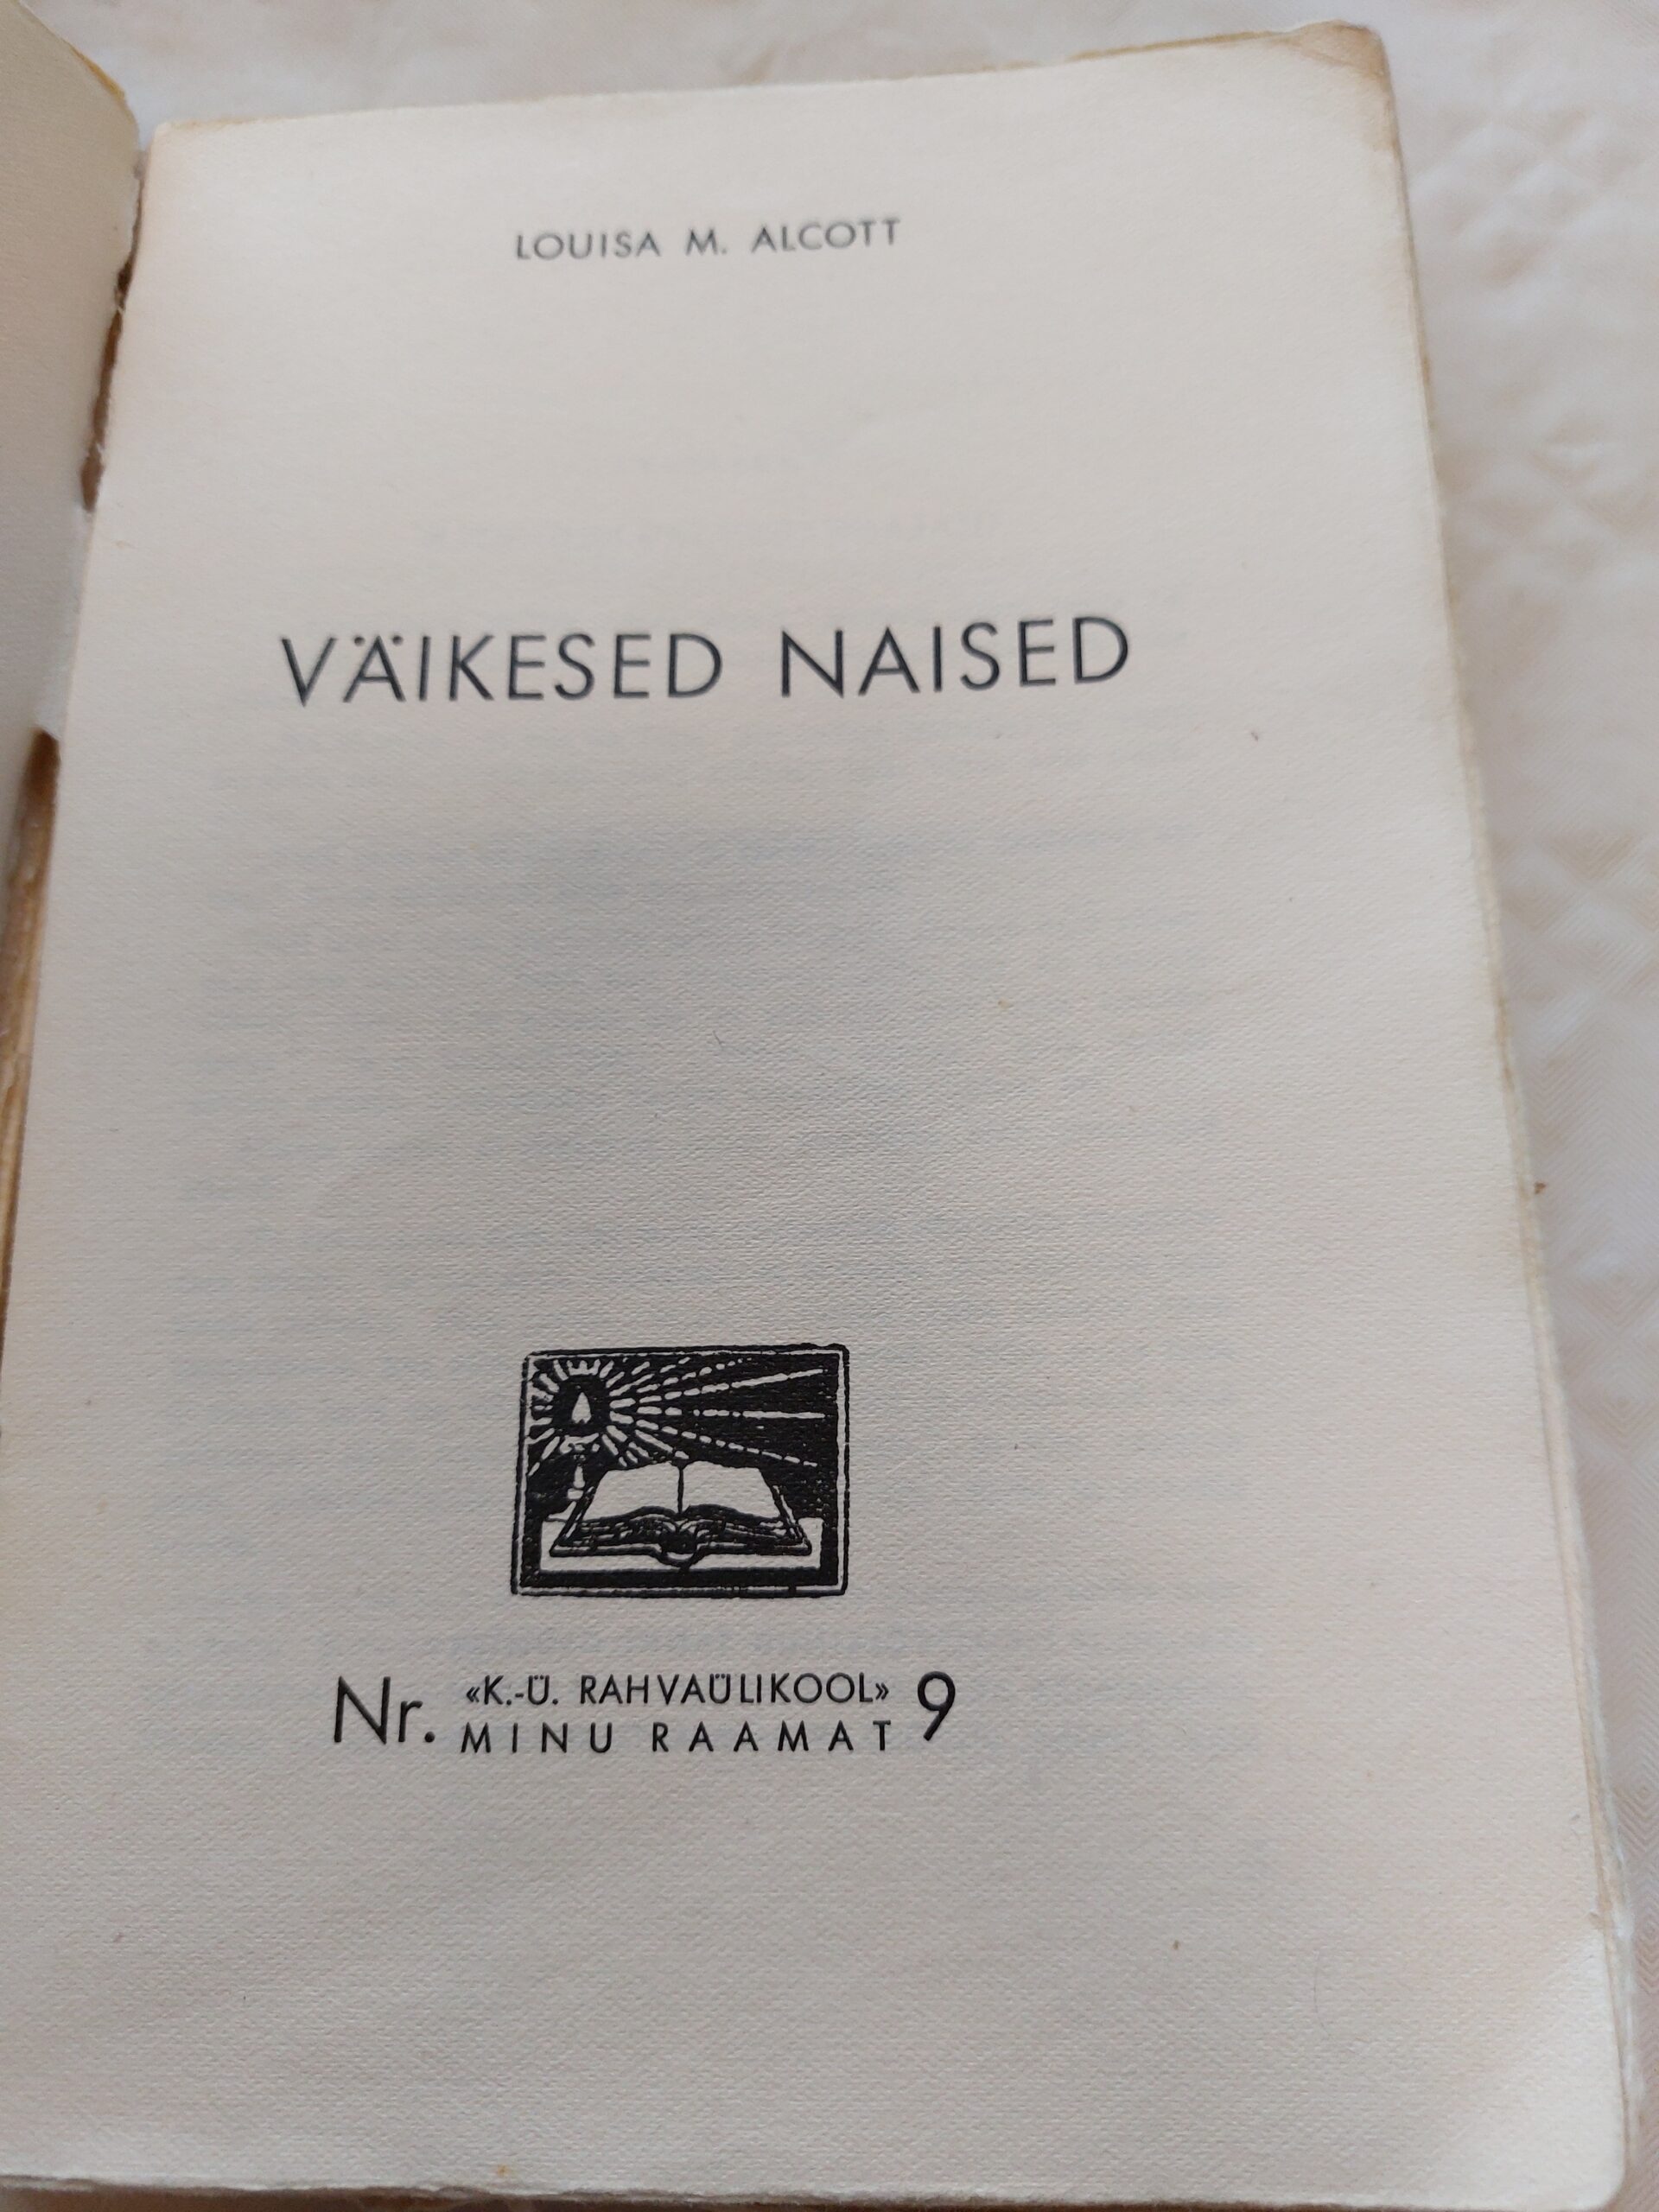 LOUISA M. ALCOTT
VÄIKESED NAISED
Nr. «K.-Ü. RAHVAÜLIKOOL» 9
MINU RAAMAT